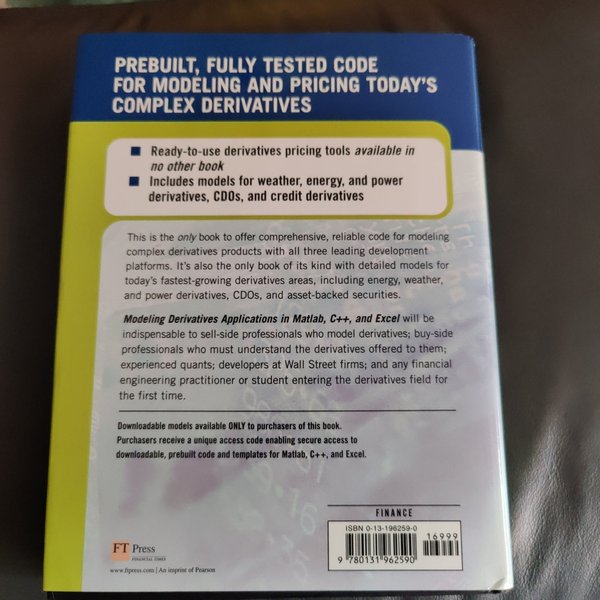 PREBUILT, FULLY TESTED CODE
FOR MODELING AND PRICING TODAY'S
COMPLEX DERIVATIVES
■ Ready-to-use derivatives pricing tools available in
no other book
■ Includes models for weather, energy, and power
derivatives, CDOs, and credit derivatives
This is the only book to offer comprehensive, reliable code for modeling
complex derivatives products with all three leading development
platforms. It's also the only book of its kind with detailed models for
today's fastest-growing derivatives areas, including energy, weather,
and power derivatives, CDOs, and asset-backed securities.
Modeling Derivatives Applications in Matlab, C++, and Excel will be
indispensable to sell-side professionals who model derivatives; buy-side
professionals who must understand the derivatives offered to them;
experienced quants; developers at Wall Street firms; and any financial
engineering practitioner or student entering the derivatives field for
the first time.
Downloadable models available ONLY to purchasers of this book.
Purchasers receive a unique access code enabling secure access to
downloadable, prebuilt code and templates for Matlab, C++, and Excel.
FINANCE
ISBN 0-13-196259-0
16999
9 780131 962590
FT Press
FINANCIAL TIMES
www.ftpress.com | An imprint of Pearson